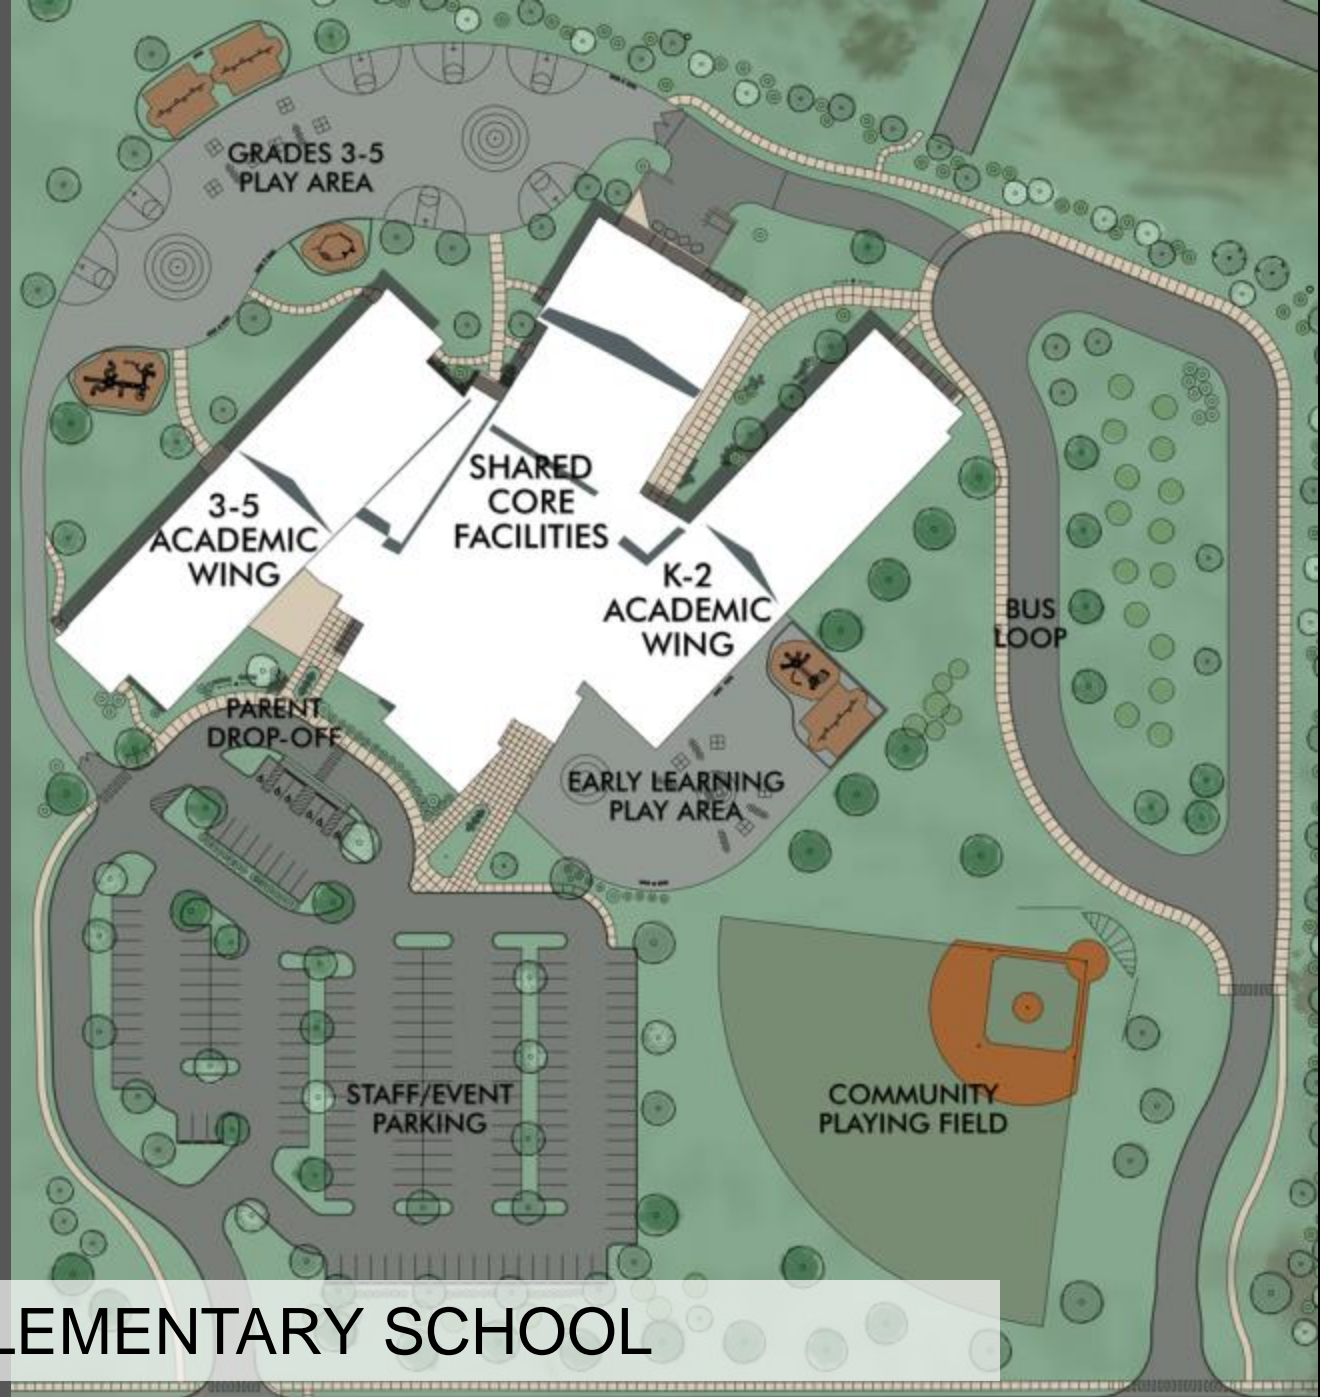 GRADES 3-5
PLAY AREA
3-5
ACADEMIC
WING
SHARED
CORE
FACILITIES
K-2
ACADEMIC
WING
BUS
LOOP
PARENT
DROP-OFF
EARLY LEARNING
PLAY AREA
STAFF/EVENT
PARKING
COMMUNITY
PLAYING FIELD
LEMENTARY SCHOOL